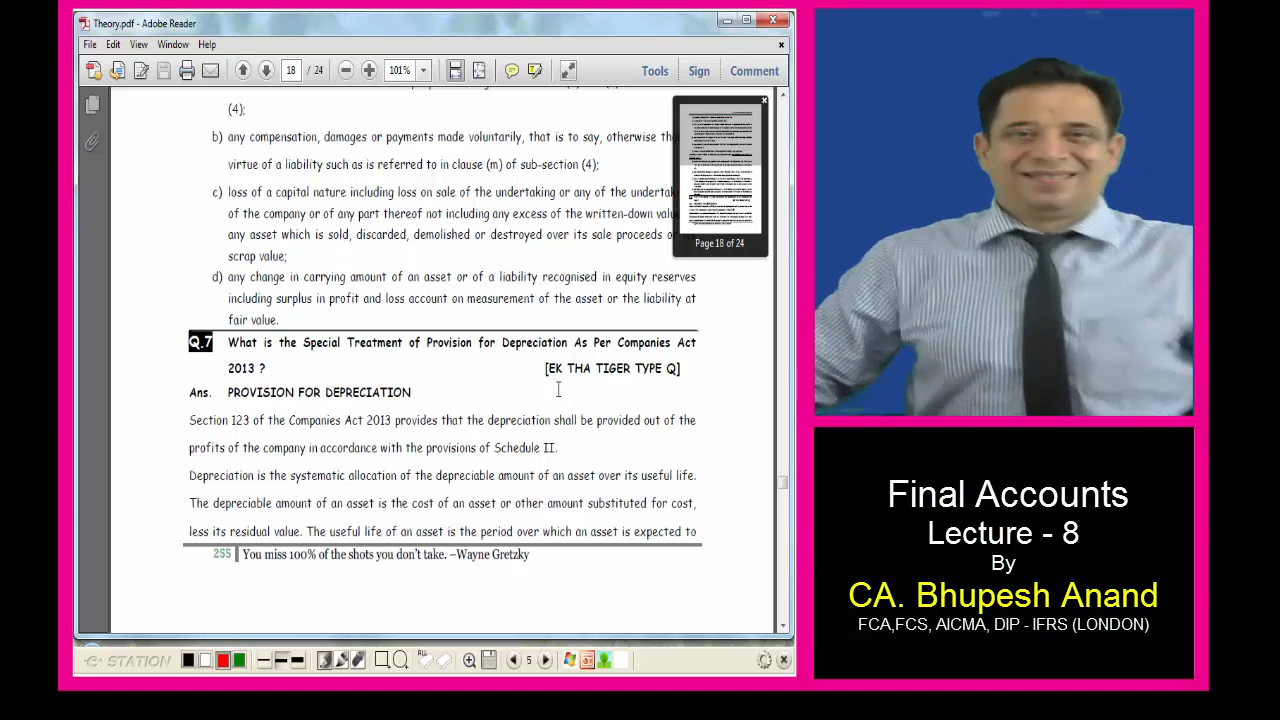 Theory.pdf - Adobe Reader
File Edit View Window Help
18 / 24 101% Tools Sign Comment
(4);
b) any compensation, damages or payments made voluntarily, that is to say, otherwise
virtue of a liability such as is referred to in clause (m) of sub-section (4);
c) loss of a capital nature including loss on sale of the undertaking or any of the
of the company or of any part thereof not including any excess of the written-down
any asset which is sold, discarded, demolished or destroyed over its sale proceeds or
scrap value;
d) any change in carrying amount of an asset or of a liability recognised in equity reserves
including surplus in profit and loss account on measurement of the asset or the liability at
fair value.
Page 18 of 24
Q.7 What is the Special Treatment of Provision for Depreciation As Per Companies Act
2013 ? [EK THA TIGER TYPE Q]
Ans. PROVISION FOR DEPRECIATION
Section 123 of the Companies Act 2013 provides that the depreciation shall be provided out of the
profits of the company in accordance with the provisions of Schedule II.
Depreciation is the systematic allocation of the depreciable amount of an asset over its useful life.
The depreciable amount of an asset is the cost of an asset or other amount substituted for cost,
less its residual value. The useful life of an asset is the period over which an asset is expected to
255 You miss 100% of the shots you don't take. –Wayne Gretzky
e-STATION 5
Final Accounts
Lecture - 8
By
CA. Bhupesh Anand
FCA,FCS, AICMA, DIP - IFRS (LONDON)